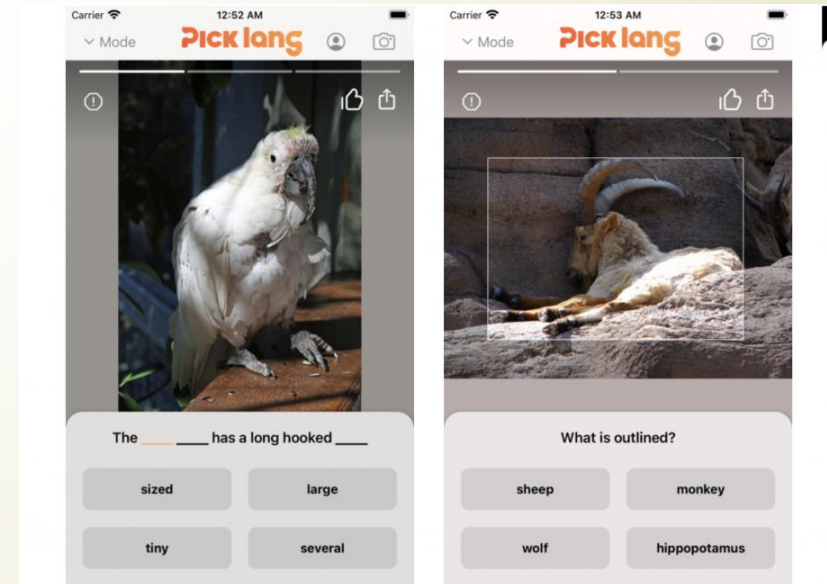 Carrier 12:52 AM
Mode Pick lang
The ____ ____ has a long hooked ____
sized large
tiny several
Carrier 12:53 AM
Mode Pick lang
What is outlined?
sheep monkey
wolf hippopotamus